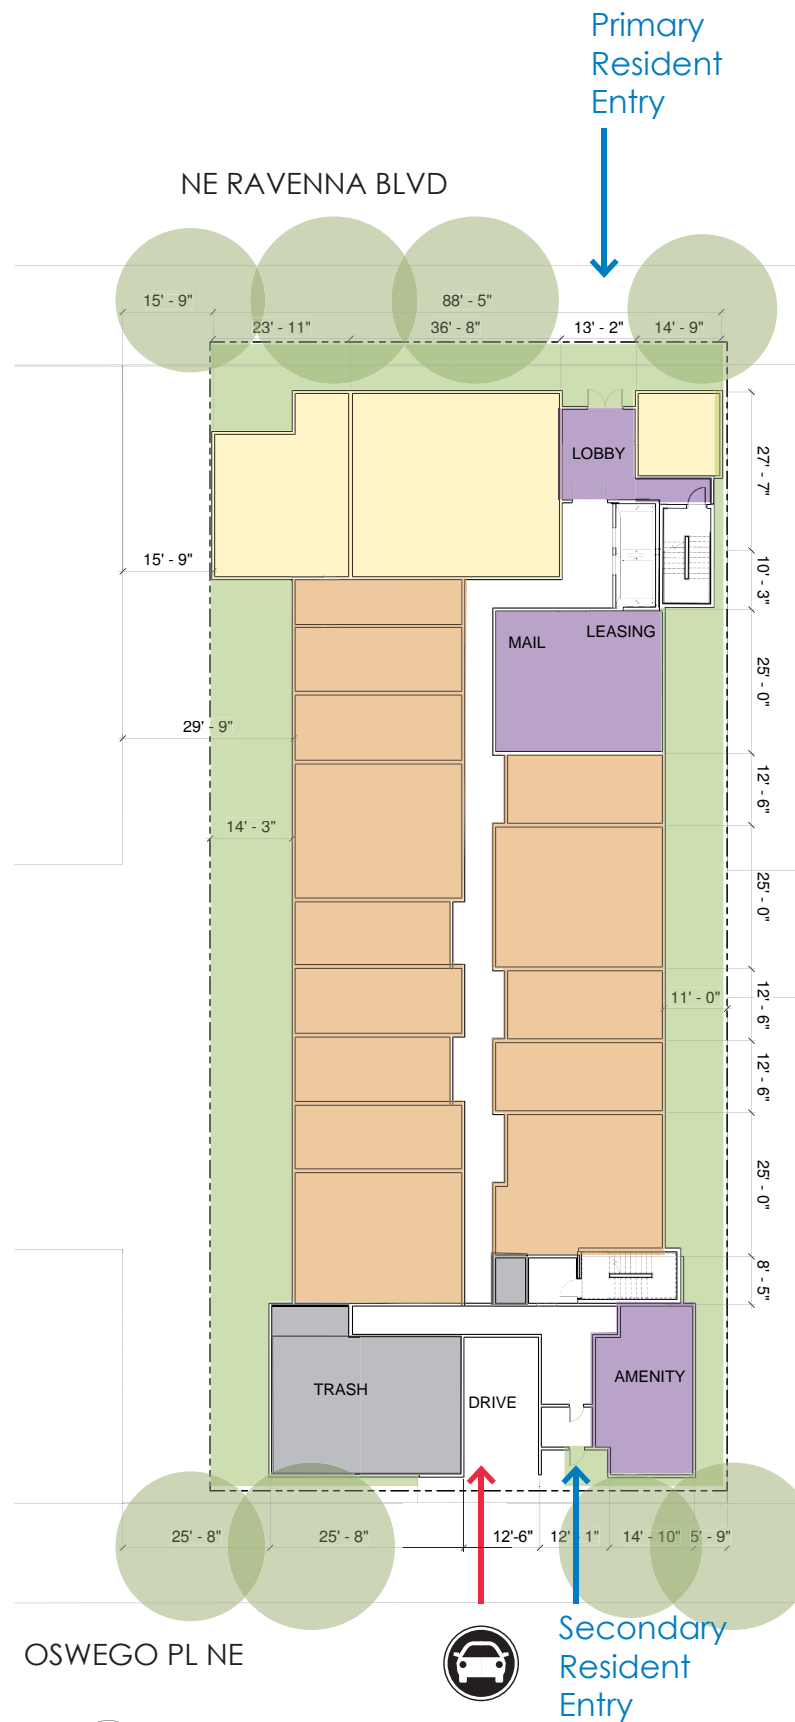 Primary
Resident
Entry
NE RAVENNA BLVD
15' - 9"
88' - 5"
23' - 11"
36' - 8"
13' - 2"
14' - 9"
LOBBY
27' - 7"
15' - 9"
10' - 3"
MAIL
LEASING
25' - 0"
29' - 9"
12' - 6"
14' - 3"
25' - 0"
11' - 0"
12' - 6"
12' - 6"
25' - 0"
8' - 5"
TRASH
DRIVE
AMENITY
25' - 8"
25' - 8"
12'-6"
12' - 1"
14' - 10"
5' - 9"
OSWEGO PL NE
Secondary
Resident
Entry